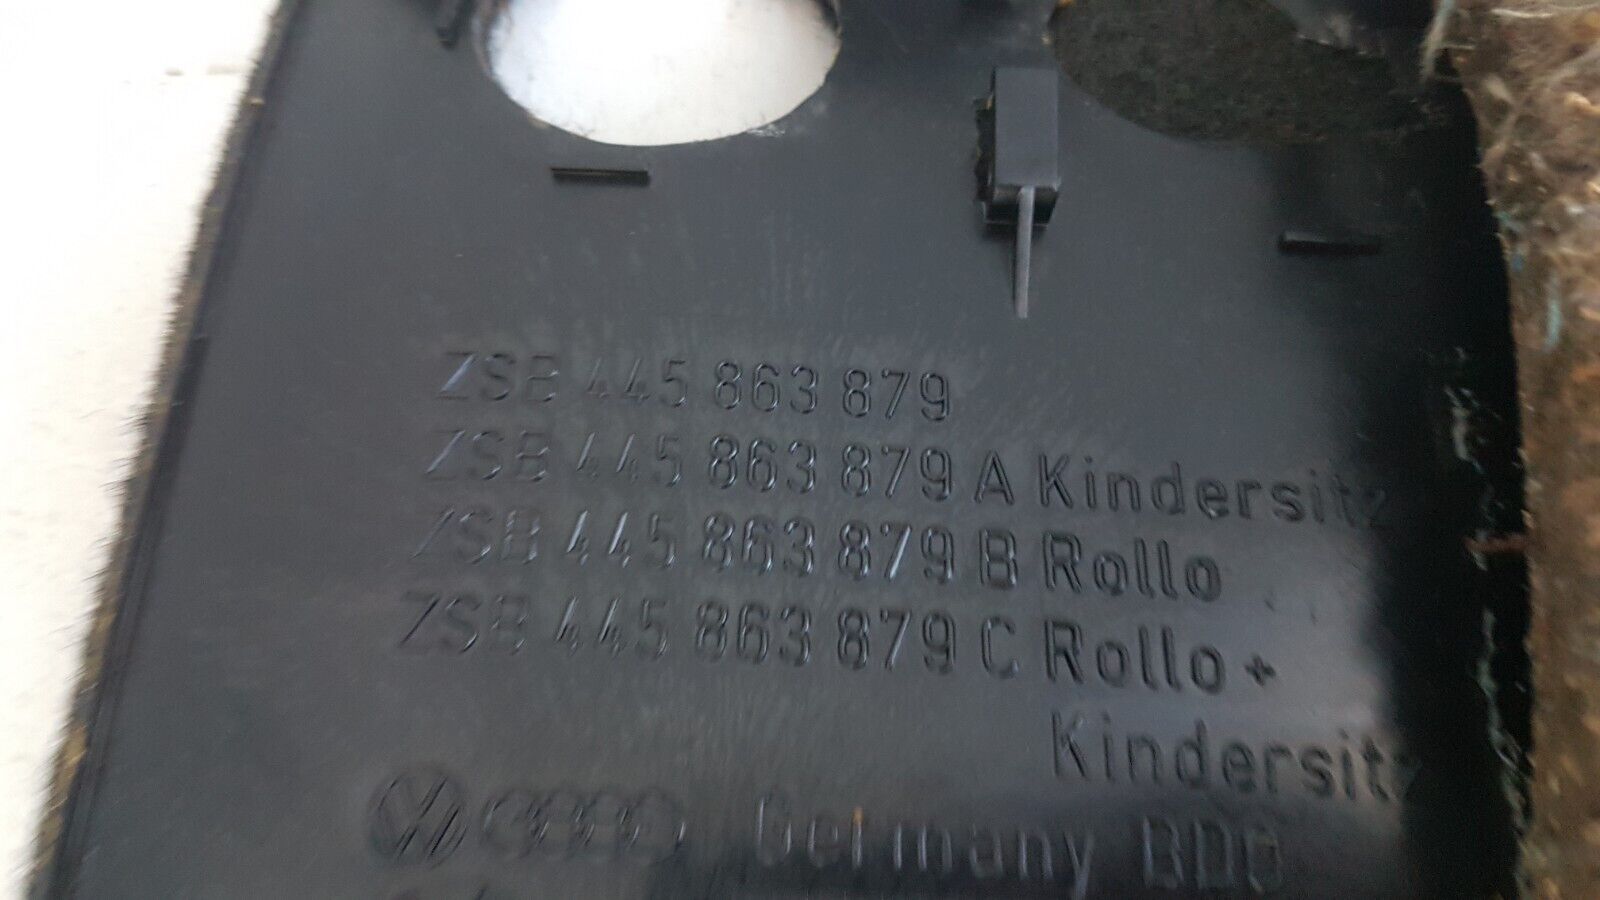 ZSB 445 863 879
ZSB 445 863 879 A Kindersitz
ZSB 445 863 879 B Rollo
ZSB 445 863 879 C Rollo +
Kindersitz
Germany